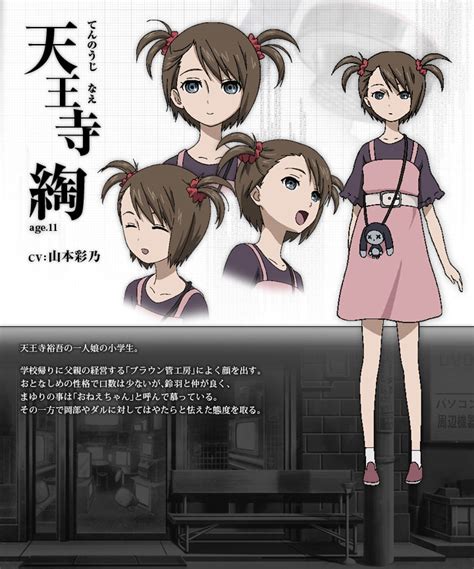 てんのうじ なえ
天王寺 綯
age.11
cv:山本彩乃
天王寺裕吾の一人娘の小学生。
学校帰りに父親の経営する「ブラウン管工房」によく顔を出す。
おとなしめの性格で口数は少ないが、鈴羽と仲が良く、
まゆりの事は「おねえちゃん」と呼んで慕っている。
その一方で岡部やダルに対してはやたらと怯えた態度を取る。
パソコン
周辺機器